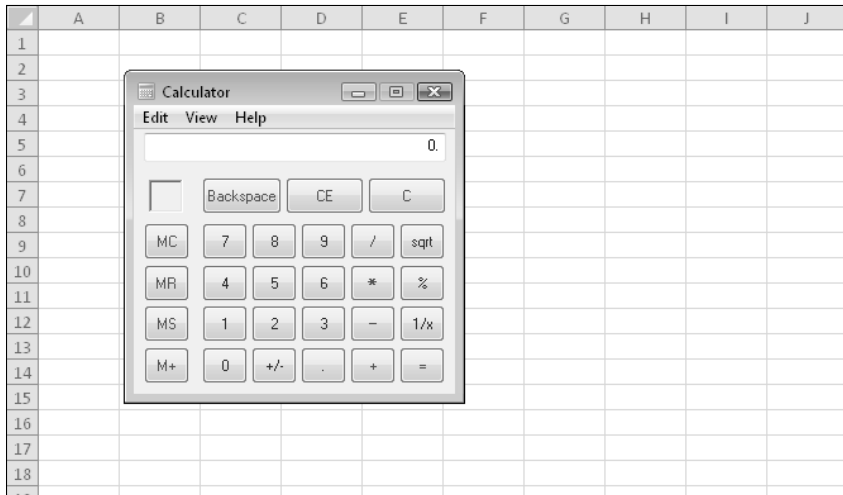 A B C D E F G H I J
1
2
3 Calculator
4 Edit View Help
5 0.
6
7 Backspace CE C
8
9 MC 7 8 9 / sqrt
10
MR 4 5 6 * %
11
12 MS 1 2 3 − 1/x
13
14 M+ 0 +/- . + =
15
16
17
18